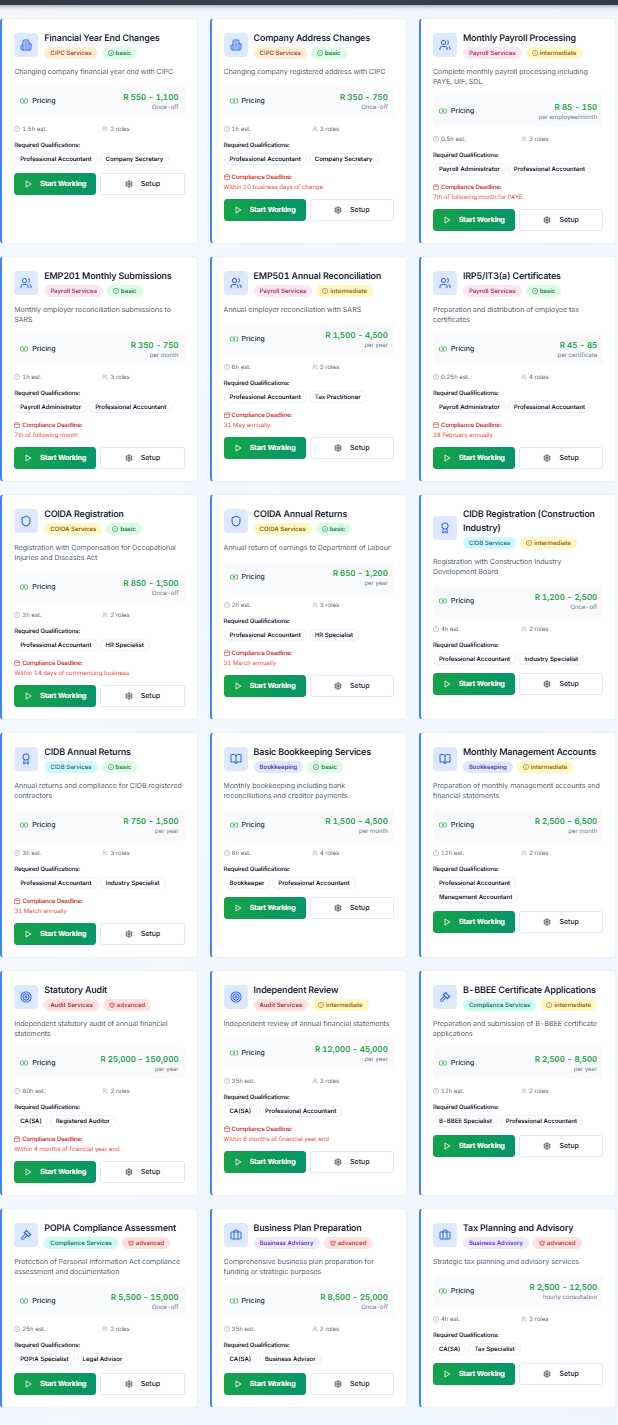 Financial Year End Changes
CIPC Services basic
Changing company financial year end with CIPC
Pricing R 550 - 1,100
Once-off
1.5h est. 2 roles
Required Qualifications:
Professional Accountant Company Secretary
Start Working Setup
Company Address Changes
CIPC Services basic
Changing company registered address with CIPC
Pricing R 350 - 750
Once-off
1h est. 3 roles
Required Qualifications:
Professional Accountant Company Secretary
Compliance Deadline:
Within 10 business days of change
Start Working Setup
Monthly Payroll Processing
Payroll Services intermediate
Complete monthly payroll processing including
PAYE, UIF, SDL
Pricing R 85 - 150
per employee/month
0.5h est. 3 roles
Required Qualifications:
Payroll Administrator Professional Accountant
Compliance Deadline:
7th of following month for PAYE
Start Working Setup
EMP201 Monthly Submissions
Payroll Services basic
Monthly employer reconciliation submissions to
SARS
Pricing R 350 - 750
per month
1h est. 3 roles
Required Qualifications:
Payroll Administrator Professional Accountant
Compliance Deadline:
7th of following month
Start Working Setup
EMP501 Annual Reconciliation
Payroll Services intermediate
Annual employer reconciliation with SARS
Pricing R 1,500 - 4,500
per year
6h est. 3 roles
Required Qualifications:
Professional Accountant Tax Practitioner
Compliance Deadline:
31 May annually
Start Working Setup
IRP5/IT3(a) Certificates
Payroll Services basic
Preparation and distribution of employee tax
certificates
Pricing R 45 - 85
per certificate
0.25h est. 4 roles
Required Qualifications:
Payroll Administrator Professional Accountant
Compliance Deadline:
28 February annually
Start Working Setup
COIDA Registration
COIDA Services basic
Registration with Compensation for Occupational
Injuries and Diseases Act
Pricing R 850 - 1,500
Once-off
3h est. 2 roles
Required Qualifications:
Professional Accountant HR Specialist
Compliance Deadline:
Within 14 days of commencing business
Start Working Setup
COIDA Annual Returns
COIDA Services basic
Annual return of earnings to Department of Labour
Pricing R 650 - 1,200
per year
2h est. 3 roles
Required Qualifications:
Professional Accountant HR Specialist
Compliance Deadline:
31 March annually
Start Working Setup
CIDB Registration (Construction
Industry)
CIDB Services intermediate
Registration with Construction Industry
Development Board
Pricing R 1,200 - 2,500
Once-off
4h est. 2 roles
Required Qualifications:
Professional Accountant Industry Specialist
Start Working Setup
CIDB Annual Returns
CIDB Services basic
Annual returns and compliance for CIDB registered
contractors
Pricing R 750 - 1,500
per year
3h est. 3 roles
Required Qualifications:
Professional Accountant Industry Specialist
Compliance Deadline:
31 March annually
Start Working Setup
Basic Bookkeeping Services
Bookkeeping basic
Monthly bookkeeping including bank
reconciliations and creditor payments
Pricing R 1,500 - 4,500
per month
8h est. 4 roles
Required Qualifications:
Bookkeeper Professional Accountant
Start Working Setup
Monthly Management Accounts
Bookkeeping intermediate
Preparation of monthly management accounts and
financial statements
Pricing R 2,500 - 6,500
per month
12h est. 2 roles
Required Qualifications:
Professional Accountant
Management Accountant
Start Working Setup
Statutory Audit
Audit Services advanced
Independent statutory audit of annual financial
statements
Pricing R 25,000 - 150,000
per year
80h est. 2 roles
Required Qualifications:
CA(SA) Registered Auditor
Compliance Deadline:
Within 4 months of financial year end
Start Working Setup
Independent Review
Audit Services intermediate
Independent review of annual financial statements
Pricing R 12,000 - 45,000
per year
35h est. 3 roles
Required Qualifications:
CA(SA) Professional Accountant
Compliance Deadline:
Within 6 months of financial year end
Start Working Setup
B-BBEE Certificate Applications
Compliance Services intermediate
Preparation and submission of B-BBEE certificate
applications
Pricing R 2,500 - 8,500
per year
12h est. 2 roles
Required Qualifications:
B-BBEE Specialist Professional Accountant
Start Working Setup
POPIA Compliance Assessment
Compliance Services advanced
Protection of Personal Information Act compliance
assessment and documentation
Pricing R 5,500 - 15,000
Once-off
25h est. 2 roles
Required Qualifications:
POPIA Specialist Legal Advisor
Start Working Setup
Business Plan Preparation
Business Advisory advanced
Comprehensive business plan preparation for
funding or strategic purposes
Pricing R 8,500 - 25,000
Once-off
35h est. 2 roles
Required Qualifications:
CA(SA) Business Advisor
Start Working Setup
Tax Planning and Advisory
Business Advisory advanced
Strategic tax planning and advisory services
Pricing R 2,500 - 12,500
hourly consultation
4h est. 3 roles
Required Qualifications:
CA(SA) Tax Specialist
Start Working Setup